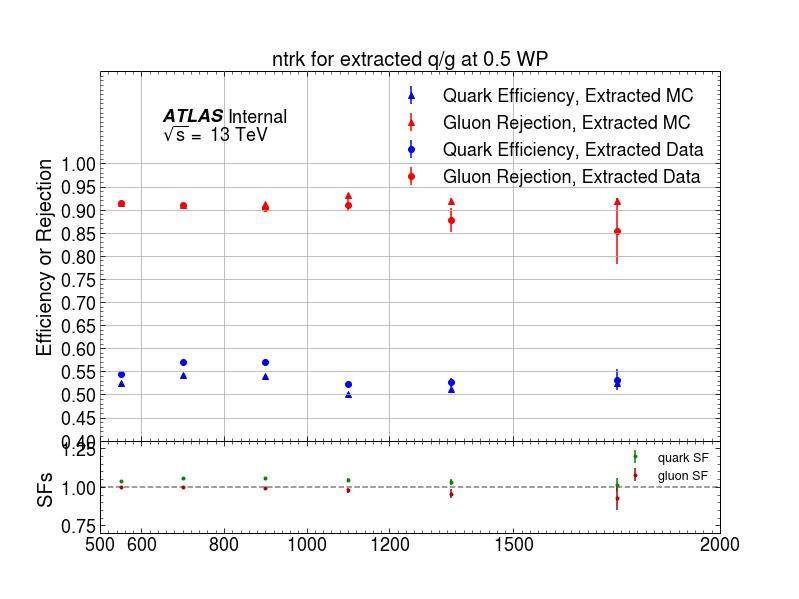 ntrk for extracted q/g at 0.5 WP
ATLAS Internal
√s = 13 TeV
Quark Efficiency, Extracted MC
Gluon Rejection, Extracted MC
Quark Efficiency, Extracted Data
Gluon Rejection, Extracted Data
Efficiency or Rejection
1.00
0.95
0.90
0.85
0.80
0.75
0.70
0.65
0.60
0.55
0.50
0.45
0.40
SFs
1.25
1.00
0.75
quark SF
gluon SF
500 600 800 1000 1200 1500 2000